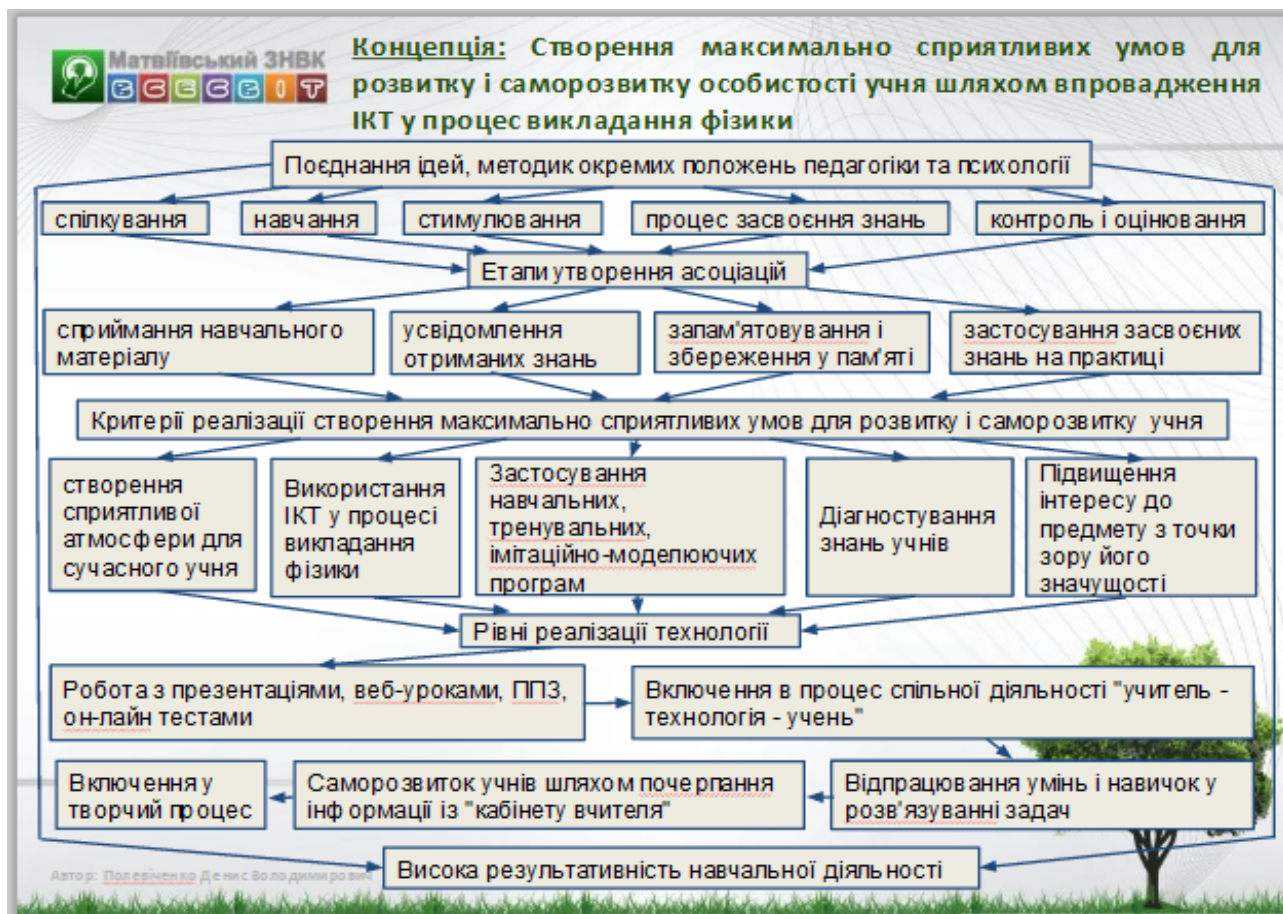 Матвіївський ЗНВК
ВСЕСВІТ
Концепція: Створення максимально сприятливих умов для
розвитку і саморозвитку особистості учня шляхом впровадження
ІКТ у процес викладання фізики
Поєднання ідей, методик окремих положень педагогіки та психології
спілкування
навчання
стимулювання
процес засвоєння знань
контроль і оцінювання
Етапи утворення асоціацій
сприймання навчального
матеріалу
усвідомлення
отриманих знань
запам'ятовування і
збереження у пам'яті
застосування засвоєних
знань на практиці
Критерії реалізації створення максимально сприятливих умов для розвитку і саморозвитку учня
створення
сприятливої
атмосфери для
сучасного учня
Використання
ІКТ у процесі
викладання
фізики
Застосування
навчальних,
тренувальних,
імітаційно-моделюючих
програм
Діагностування
знань учнів
Підвищення
інтересу до
предмету з точки
зору його
значущості
Рівні реалізації технології
Робота з презентаціями, веб-уроками, ППЗ,
он-лайн тестами
Включення в процес спільної діяльності "учитель -
технологія - учень"
Включення у
творчий процес
Саморозвиток учнів шляхом почерпання
інформації із "кабінету вчителя"
Відпрацювання умінь і навичок у
розв'язуванні задач
Висока результативність навчальної діяльності
Автор: Полевіченко Денис Володимирович